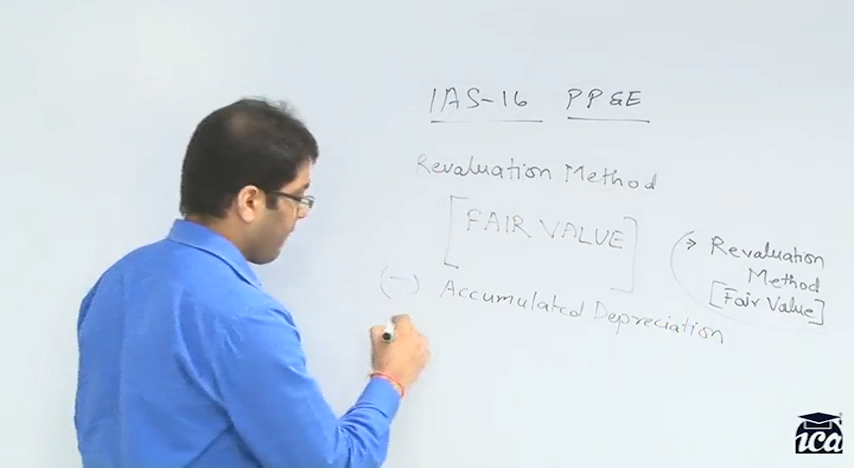 IAS-16 PP&E
Revaluation Method
[FAIR VALUE]
(-) Accumulated Depreciation
→ Revaluation
Method
[Fair Value]
ica